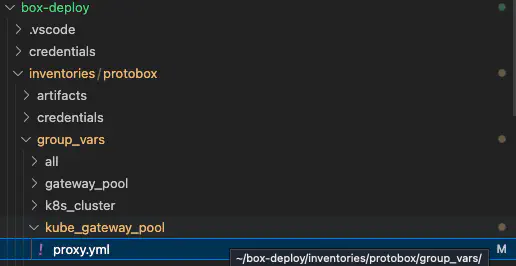 box-deploy
.vscode
credentials
inventories/protobox
artifacts
credentials
group_vars
all
gateway_pool
k8s_cluster
kube_gateway_pool
! proxy.yml M
~/box-deploy/inventories/protobox/group_vars/